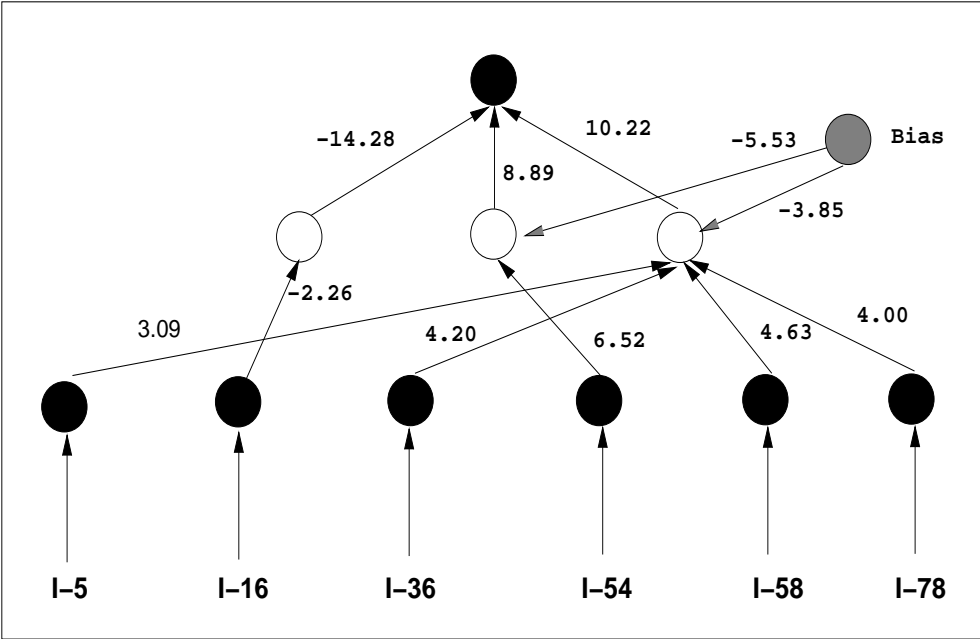 -14.28
10.22
-5.53
Bias
8.89
-3.85
-2.26
3.09
4.20
6.52
4.63
4.00
I–5
I–16
I–36
I–54
I–58
I–78